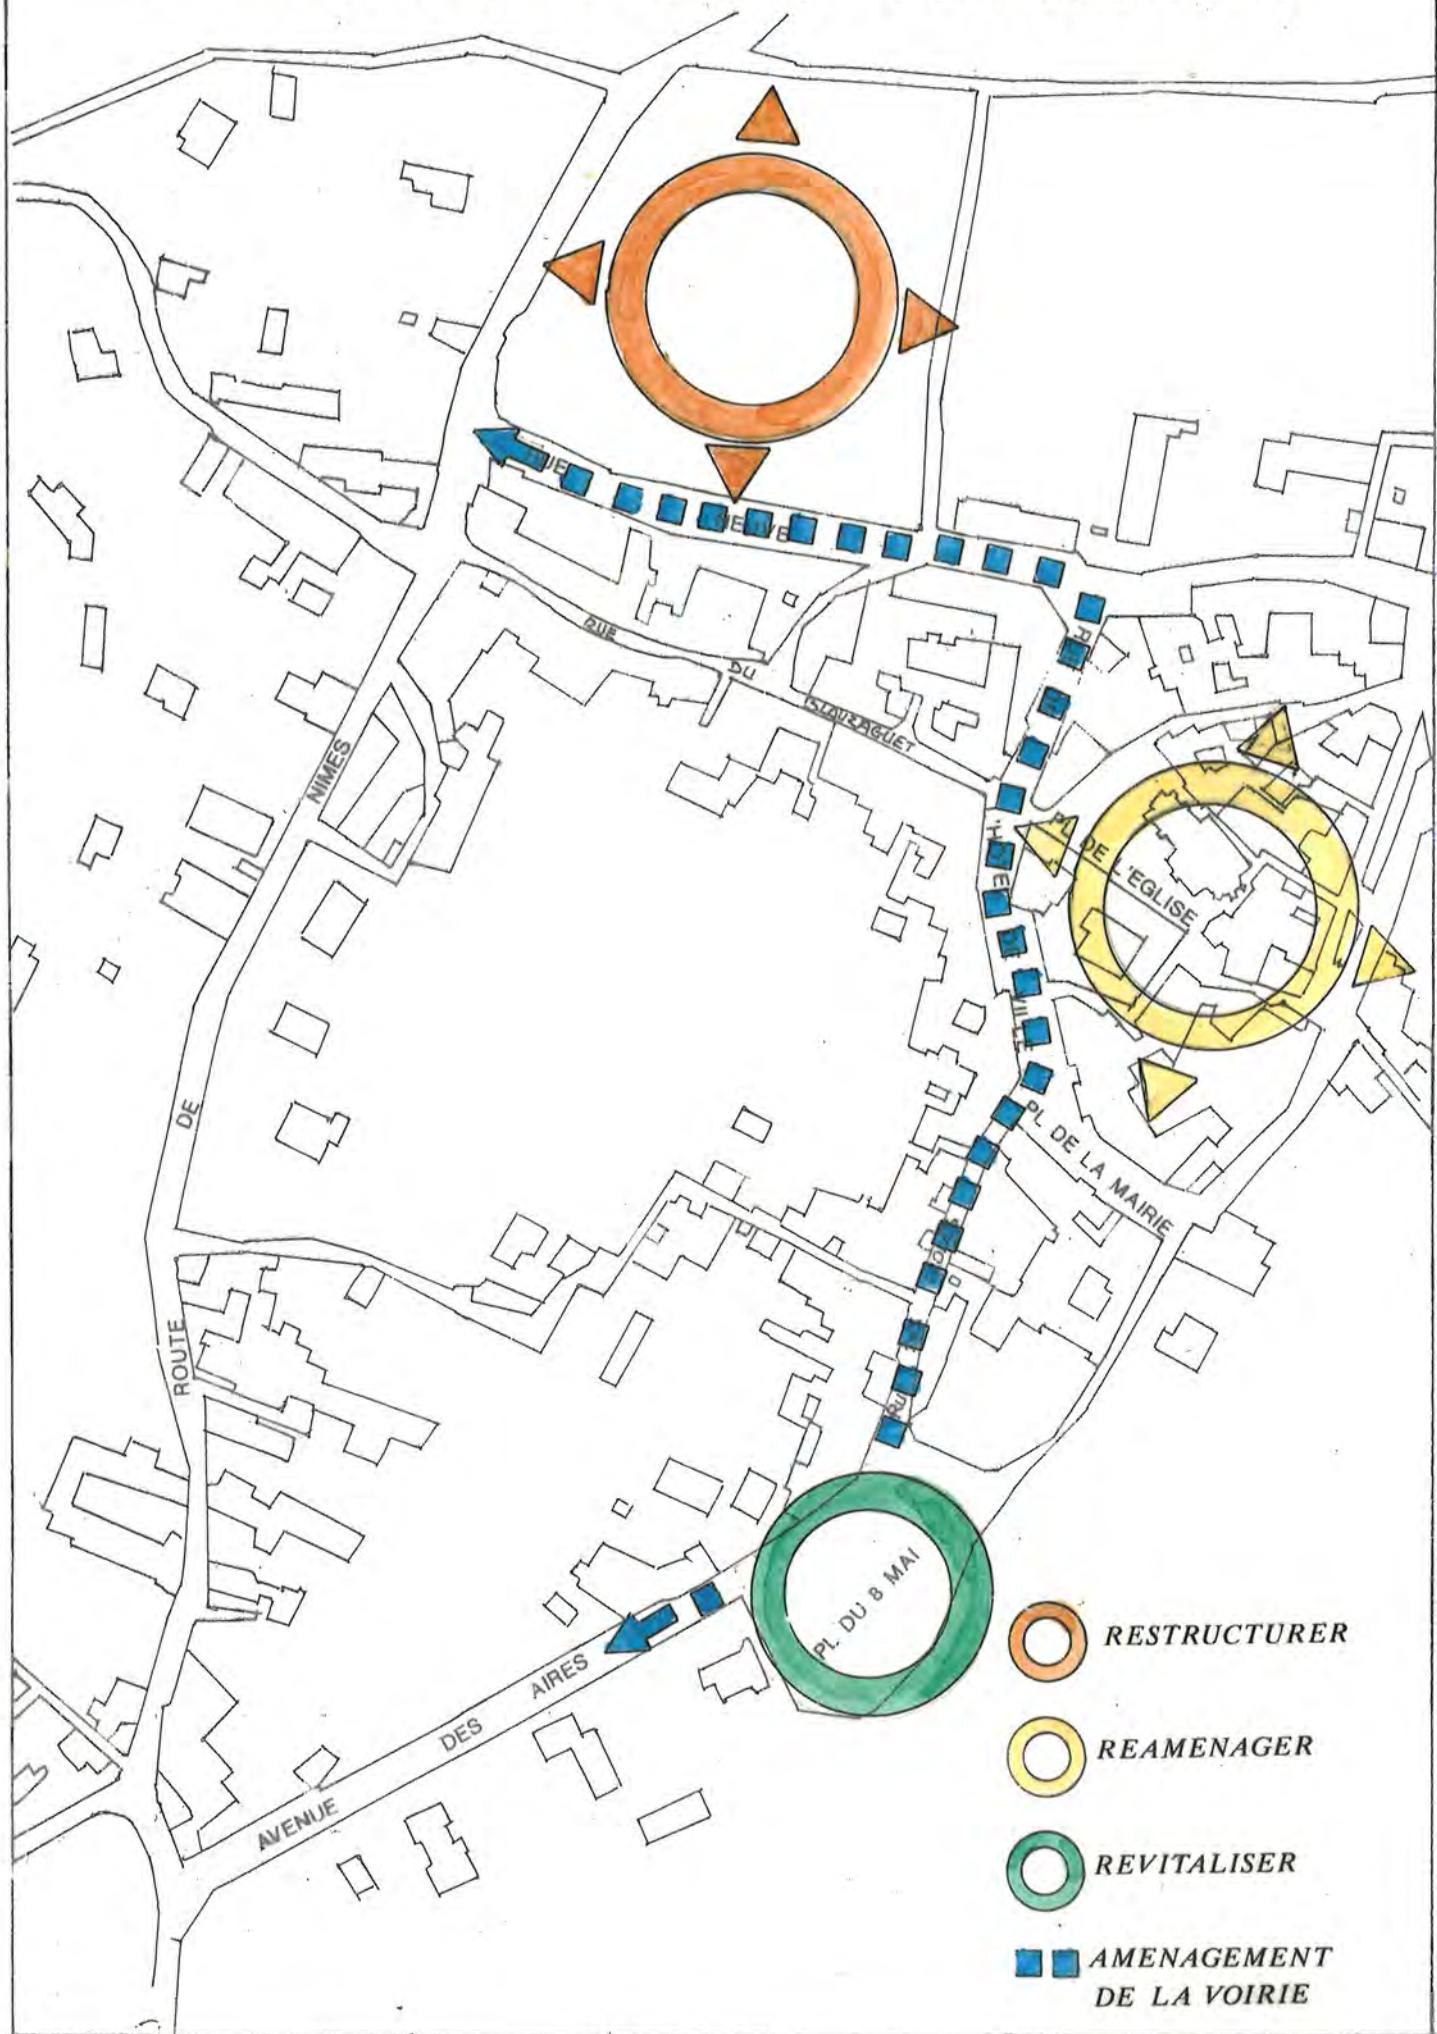 RUE
NEUVE
RUE
DU
NIMES
PL. DE L'EGLISE
VILLE
DE
PL. DE LA MAIRIE
ROUTE
PL. DU 8 MAI
AIRES
DES
AVENUE
RESTRUCTURER
REAMENAGER
REVITALISER
AMENAGEMENT
DE LA VOIRIE